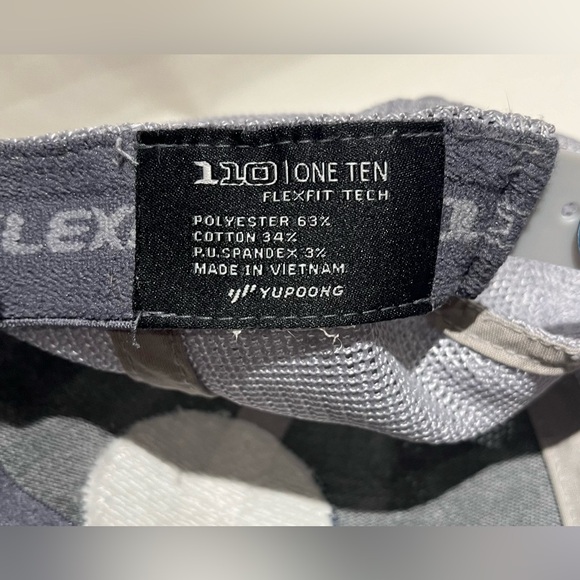 110 | ONE TEN
FLEXFIT TECH
POLYESTER 63%
COTTON 34%
P.U.SPANDEX 3%
MADE IN VIETNAM
YUPOONG